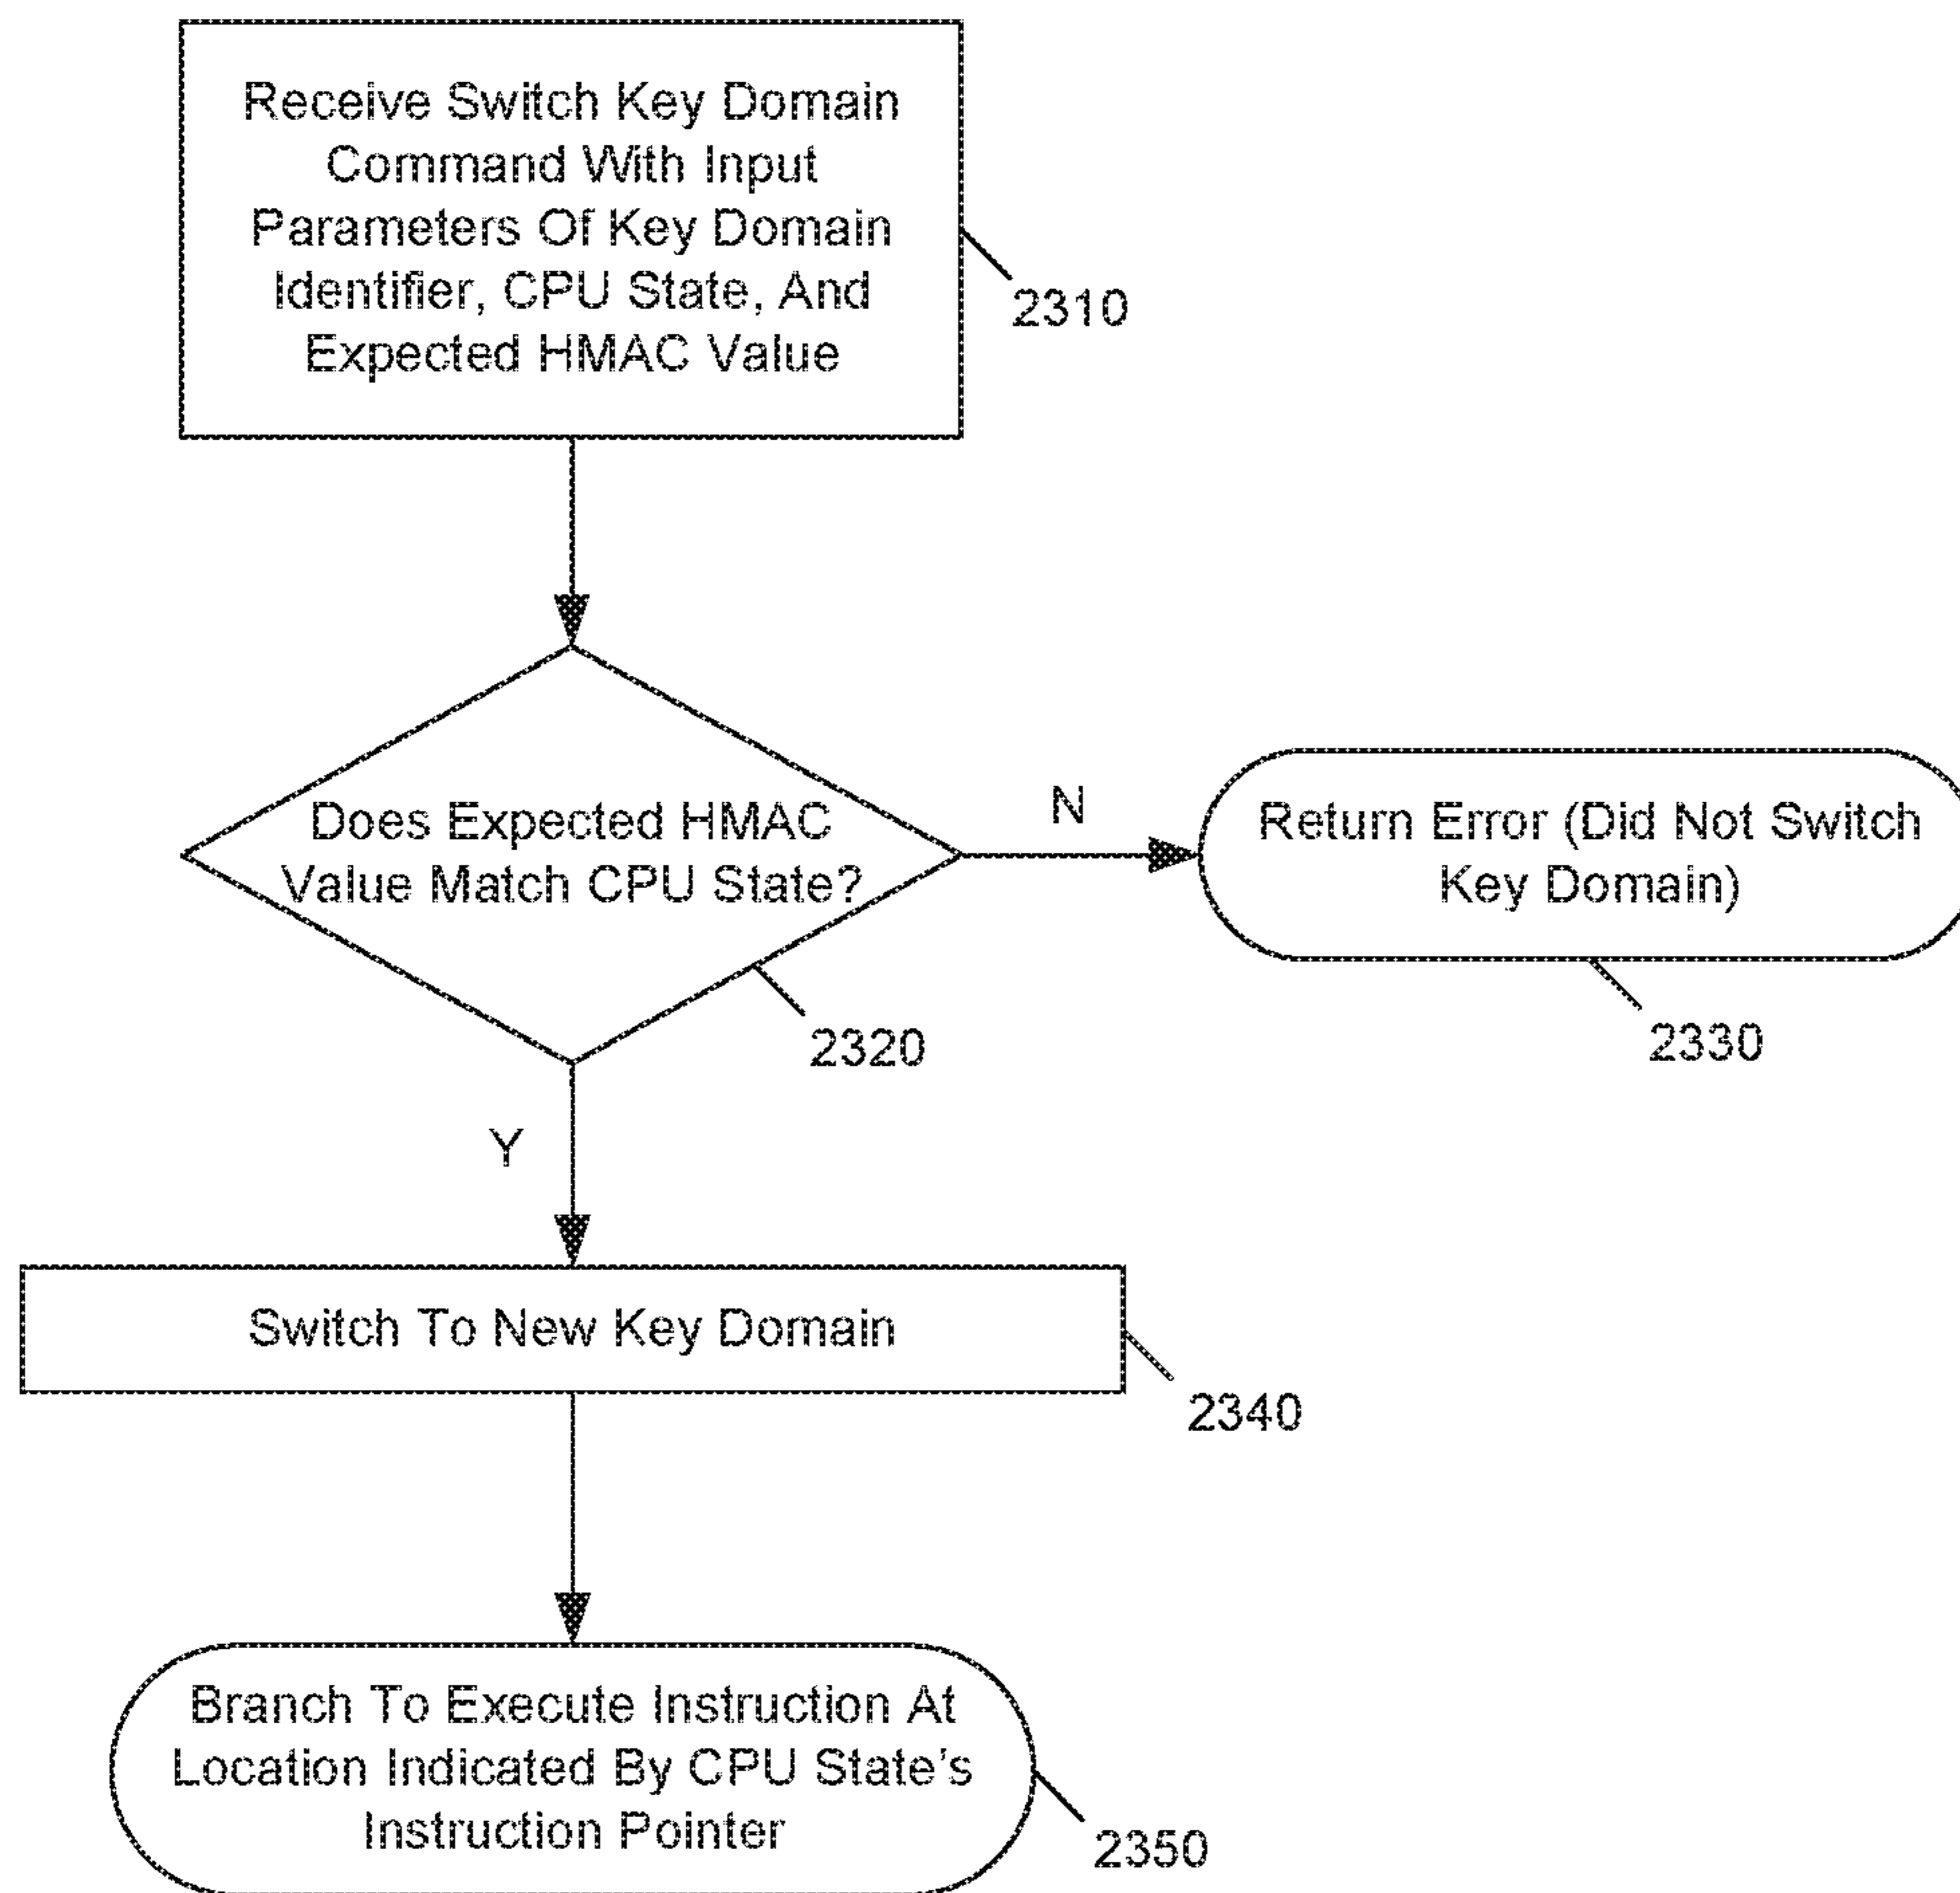 Receive Switch Key Domain
Command With Input
Parameters Of Key Domain
Identifier, CPU State, And
Expected HMAC Value
2310
Does Expected HMAC
Value Match CPU State?
2320
N
Return Error (Did Not Switch
Key Domain)
2330
Y
Switch To New Key Domain
2340
Branch To Execute Instruction At
Location Indicated By CPU State's
Instruction Pointer
2350